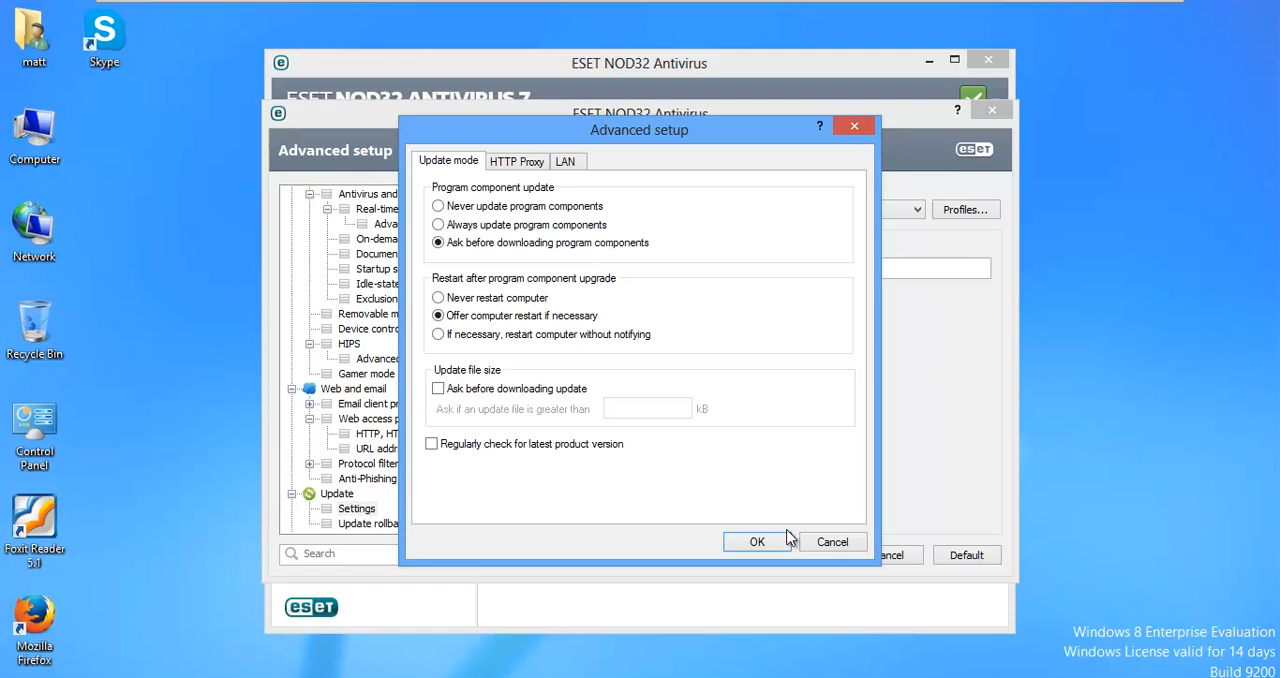 matt
Skype
Computer
Network
Recycle Bin
Control
Panel
Foxit Reader
5.1
Mozilla
Firefox
ESET NOD32 Antivirus
ESET NOD32 ANTIVIRUS 7
ESET NOD32 Antivirus
?
Advanced setup
eset
Antivirus and
Real-time
Adva
On-dema
Documen
Startup s
Idle-state
Exclusion
Removable m
Device contro
HIPS
Advanced
Gamer mode
Web and email
Email client pr
Web access p
HTTP, HT
URL addr
Protocol filter
Anti-Phishing
Update
Settings
Update rollba
Search
Profiles...
ancel
Default
Advanced setup
?
Update mode
HTTP Proxy
LAN
Program component update
Never update program components
Always update program components
Ask before downloading program components
Restart after program component upgrade
Never restart computer
Offer computer restart if necessary
If necessary, restart computer without notifying
Update file size
Ask before downloading update
Ask if an update file is greater than kB
Regularly check for latest product version
OK
Cancel
eset
Windows 8 Enterprise Evaluation
Windows License valid for 14 days
Build 9200